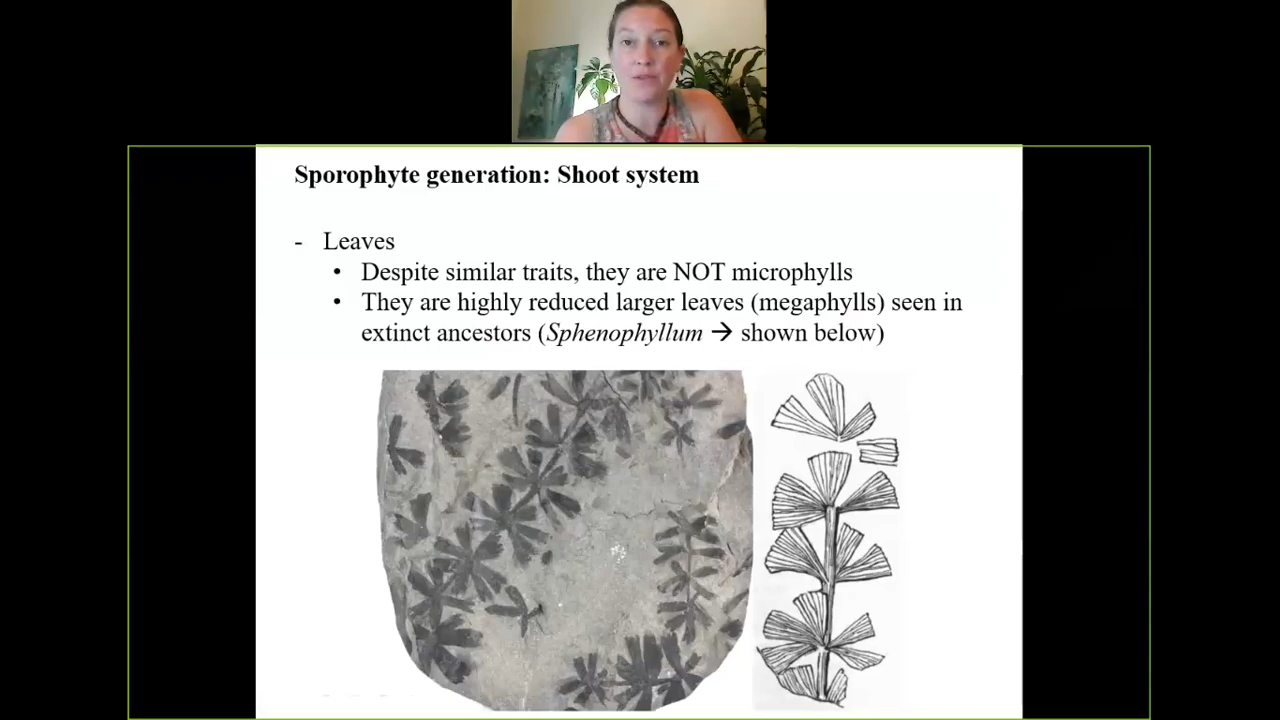 Sporophyte generation: Shoot system
- Leaves
• Despite similar traits, they are NOT microphylls
• They are highly reduced larger leaves (megaphylls) seen in
extinct ancestors (Sphenophyllum → shown below)